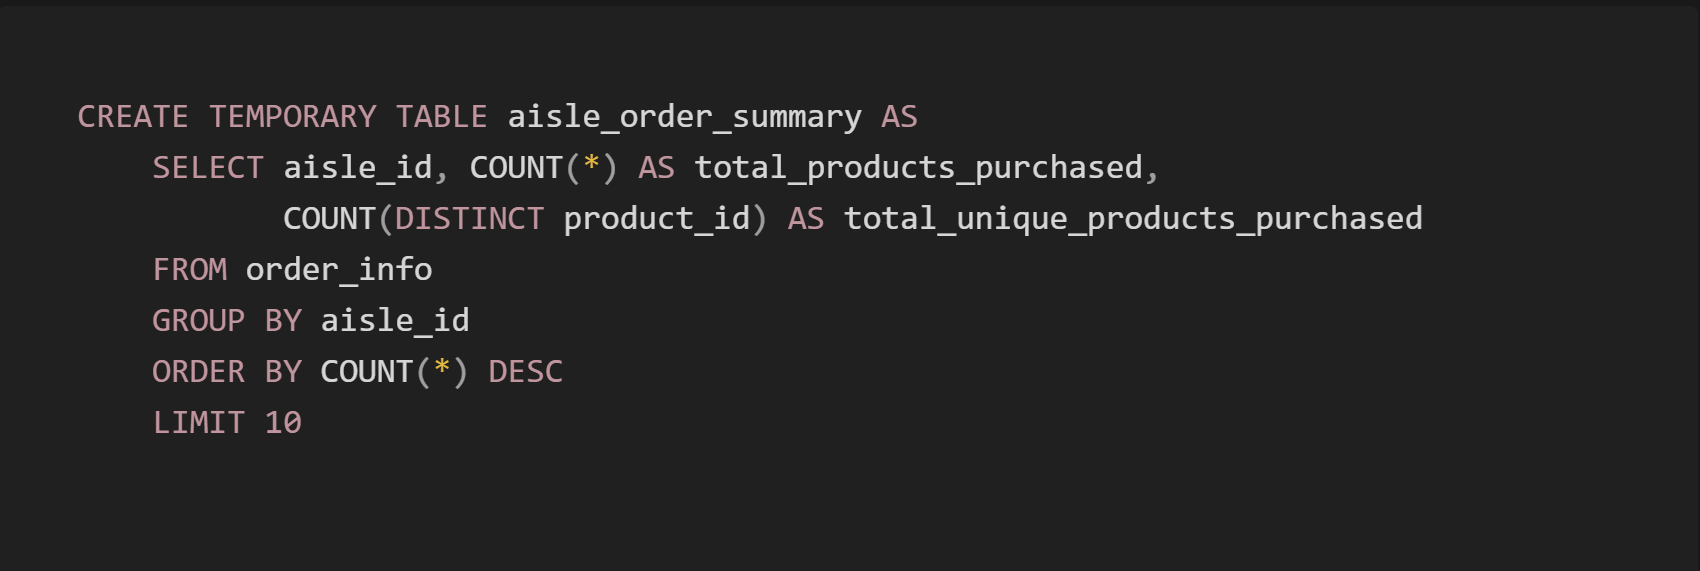 CREATE TEMPORARY TABLE aisle_order_summary AS
SELECT aisle_id, COUNT(*) AS total_products_purchased,
COUNT(DISTINCT product_id) AS total_unique_products_purchased
FROM order_info
GROUP BY aisle_id
ORDER BY COUNT(*) DESC
LIMIT 10